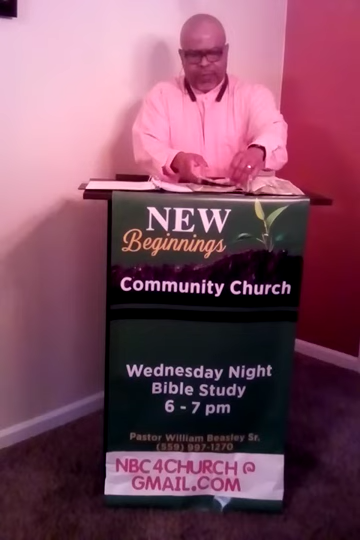 NEW
Beginnings
Community Church
Wednesday Night
Bible Study
6 - 7 pm
Pastor William Beasley Sr.
(559) 997-1270
NBC4CHURCH @
GMAIL.COM